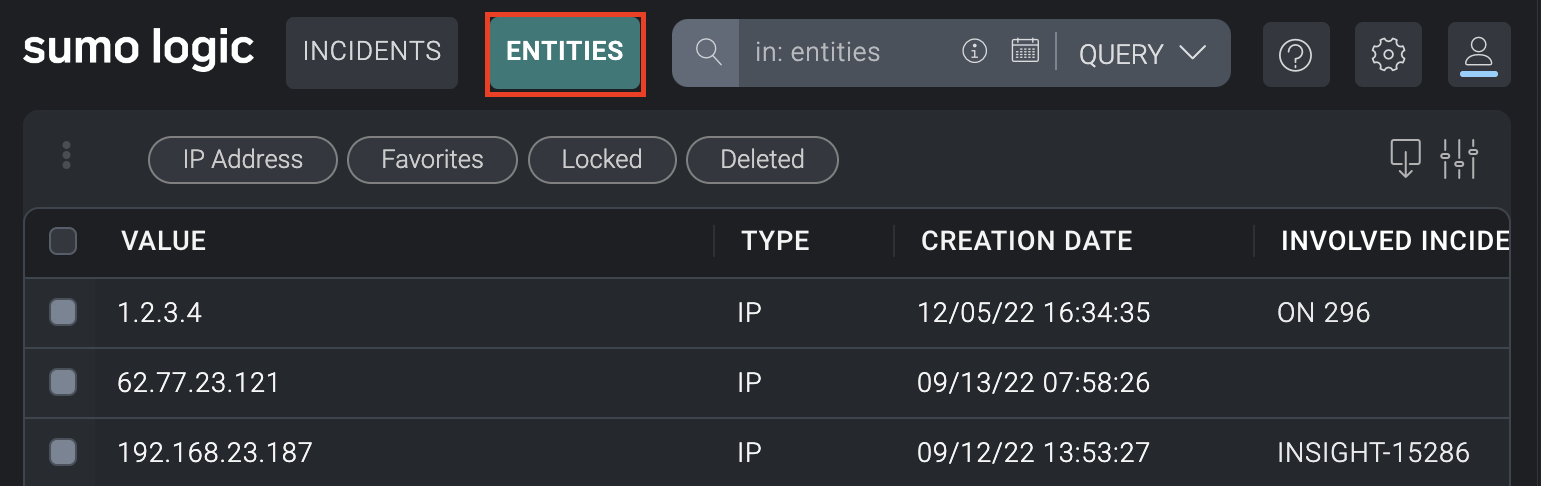 sumo logic INCIDENTS ENTITIES in: entities QUERY
IP Address Favorites Locked Deleted
VALUE TYPE CREATION DATE INVOLVED INCIDE
1.2.3.4 IP 12/05/22 16:34:35 ON 296
62.77.23.121 IP 09/13/22 07:58:26
192.168.23.187 IP 09/12/22 13:53:27 INSIGHT-15286